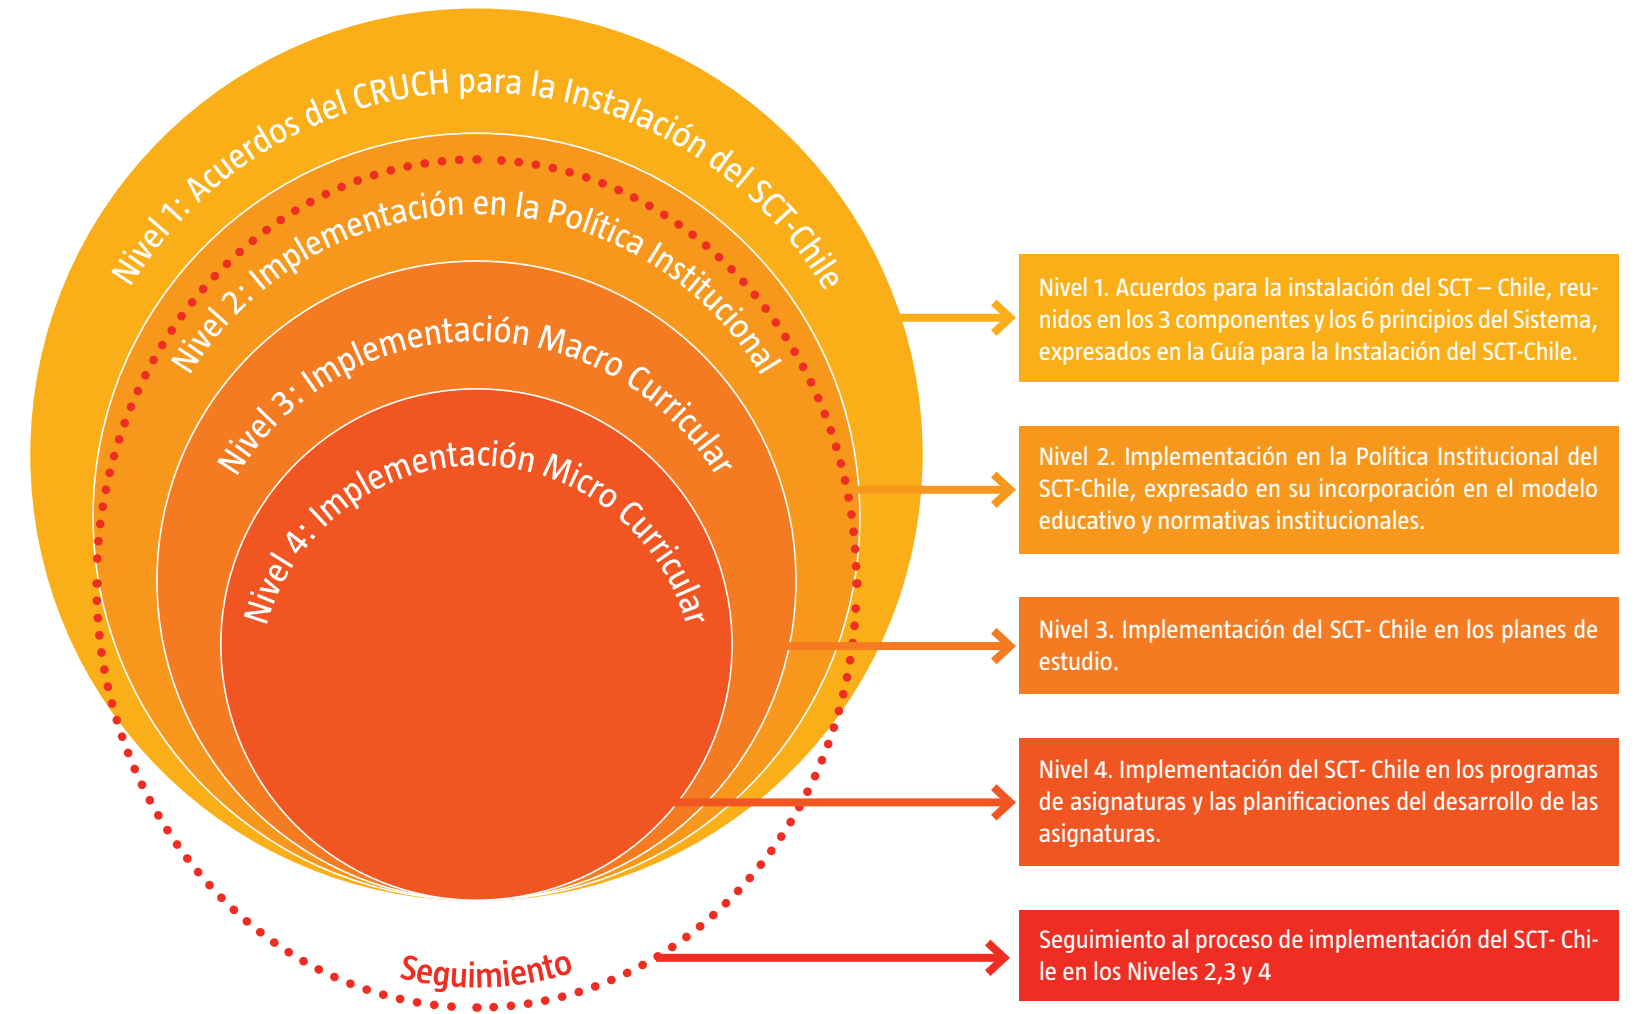 Nivel 1: Acuerdos del CRUCH para la Instalación del SCT-Chile
Nivel 2: Implementación en la Política Institucional
Nivel 3: Implementación Macro Curricular
Nivel 4: Implementación Micro Curricular
Seguimiento
Nivel 1. Acuerdos para la instalación del SCT – Chile, reu-
nidos en los 3 componentes y los 6 principios del Sistema,
expresados en la Guía para la Instalación del SCT-Chile.
Nivel 2. Implementación en la Política Institucional del
SCT-Chile, expresado en su incorporación en el modelo
educativo y normativas institucionales.
Nivel 3. Implementación del SCT- Chile en los planes de
estudio.
Nivel 4. Implementación del SCT- Chile en los programas
de asignaturas y las planificaciones del desarrollo de las
asignaturas.
Seguimiento al proceso de implementación del SCT- Chi-
le en los Niveles 2,3 y 4